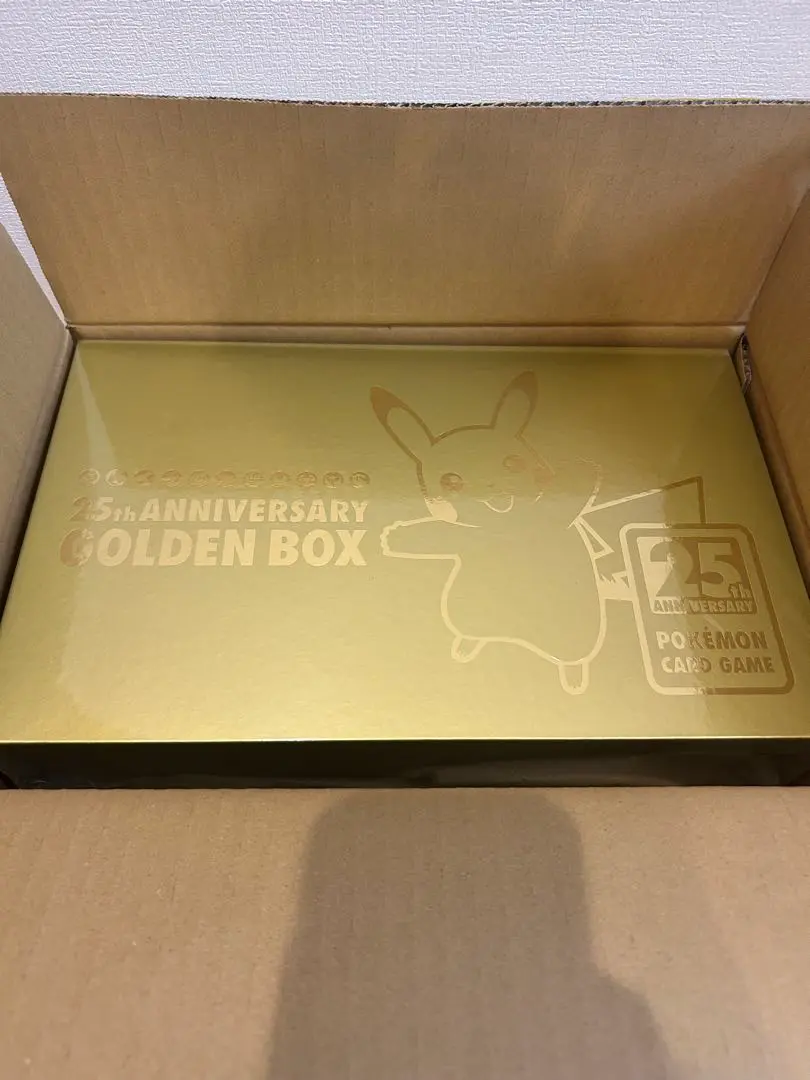 25th ANNIVERSARY
GOLDEN BOX
25th
ANNIVERSARY
POKÉMON
CARD GAME